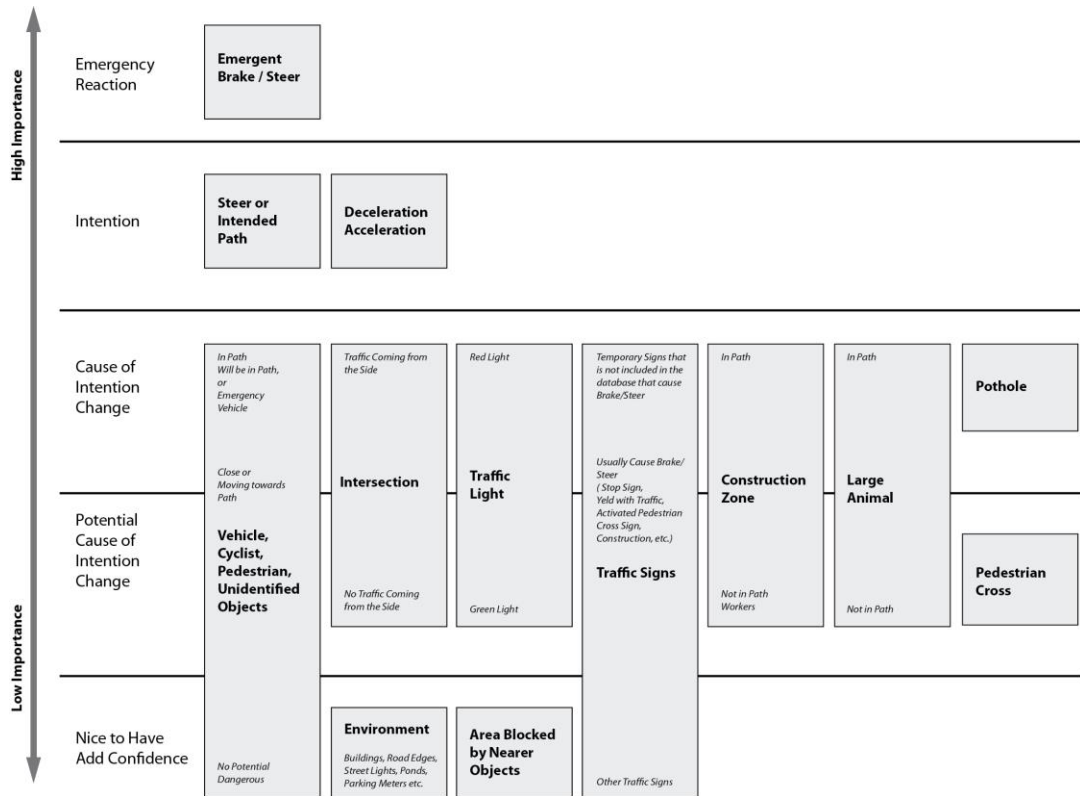 High Importance
Low Importance
Emergency
Reaction
Emergent
Brake / Steer
Intention
Steer or
Intended
Path
Deceleration
Acceleration
Cause of
Intention
Change
Potential
Cause of
Intention
Change
In Path
Will be in Path,
or
Emergency
Vehicle
Close or
Moving towards
Path
Vehicle,
Cyclist,
Pedestrian,
Unidentified
Objects
No Potential
Dangerous
Traffic Coming from
the Side
Intersection
No Traffic Coming
from the Side
Red Light
Traffic
Light
Green Light
Temporary Signs that
is not included in the
database that cause
Brake/Steer
Usually Cause Brake/
Steer
( Stop Sign,
Yeld with Traffic,
Activated Pedestrian
Cross Sign,
Construction, etc.)
Traffic Signs
Other Traffic Signs
In Path
Construction
Zone
Not in Path
Workers
In Path
Large
Animal
Not in Path
Pothole
Pedestrian
Cross
Nice to Have
Add Confidence
Environment
Buildings, Road Edges,
Street Lights, Ponds,
Parking Meters etc.
Area Blocked
by Nearer
Objects